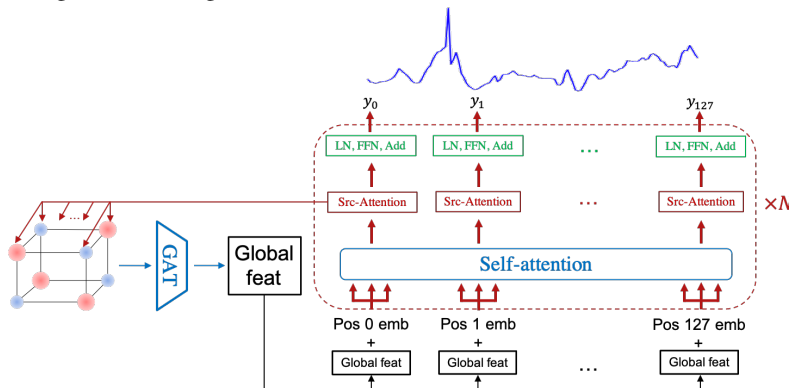 y0 y1 y127
LN, FFN, Add LN, FFN, Add ... LN, FFN, Add
... Src-Attention Src-Attention ... Src-Attention
GAT
Global
feat
Self-attention
Pos 0 emb Pos 1 emb Pos 127 emb
+ + +
Global feat Global feat ... Global feat